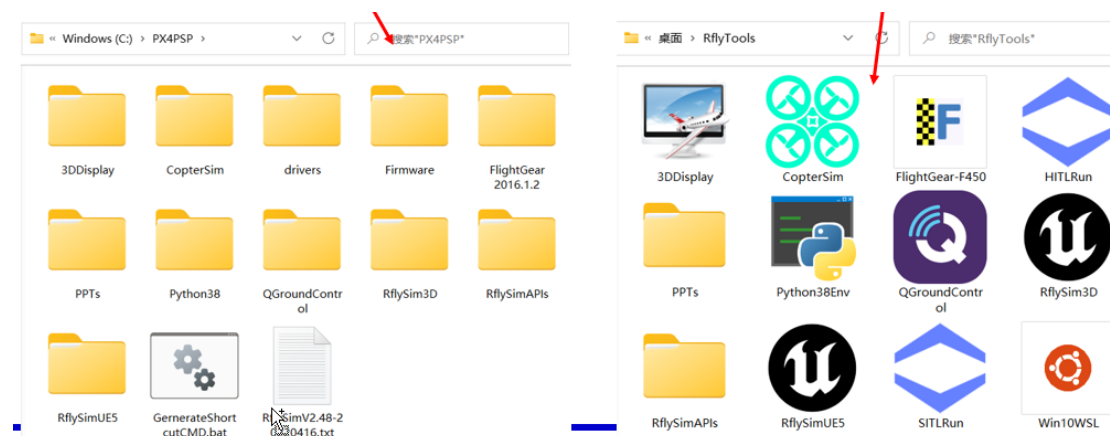 « Windows (C:) › PX4PSP ›
搜索"PX4PSP"
3DDisplay
CopterSim
drivers
Firmware
FlightGear
2016.1.2
PPTs
Python38
QGroundContr
ol
RflySim3D
RflySimAPIs
RflySimUE5
GernerateShort
cutCMD.bat
« 桌面 › RflyTools
搜索"RflyTools"
3DDisplay
CopterSim
F
FlightGear-F450
HITLRun
PPTs
Python38Env
QGroundContr
ol
RflySim3D
RflySimAPIs
RflySimUE5
SITLRun
Win10WSL